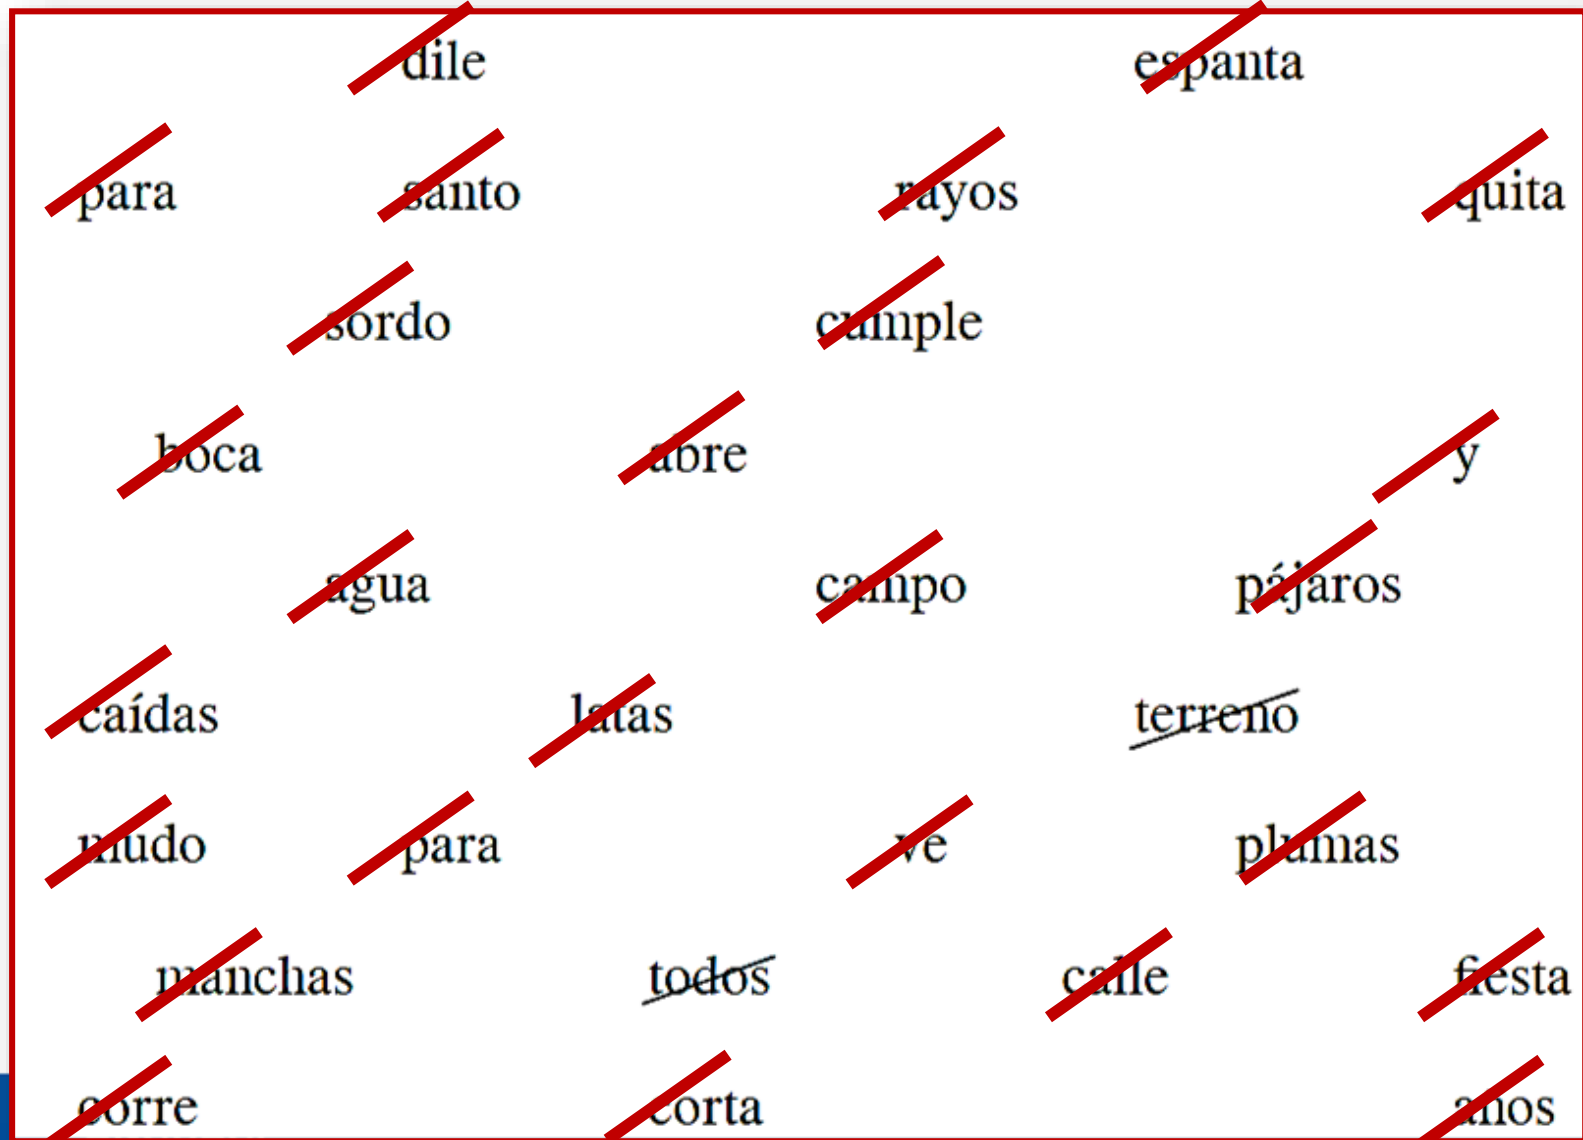 dile espanta
para santo rayos quita
sordo cumple
boca abre y
agua campo pájaros
caídas latas terreno
mudo para ve plumas
manchas todos calle fiesta
corre corta anos